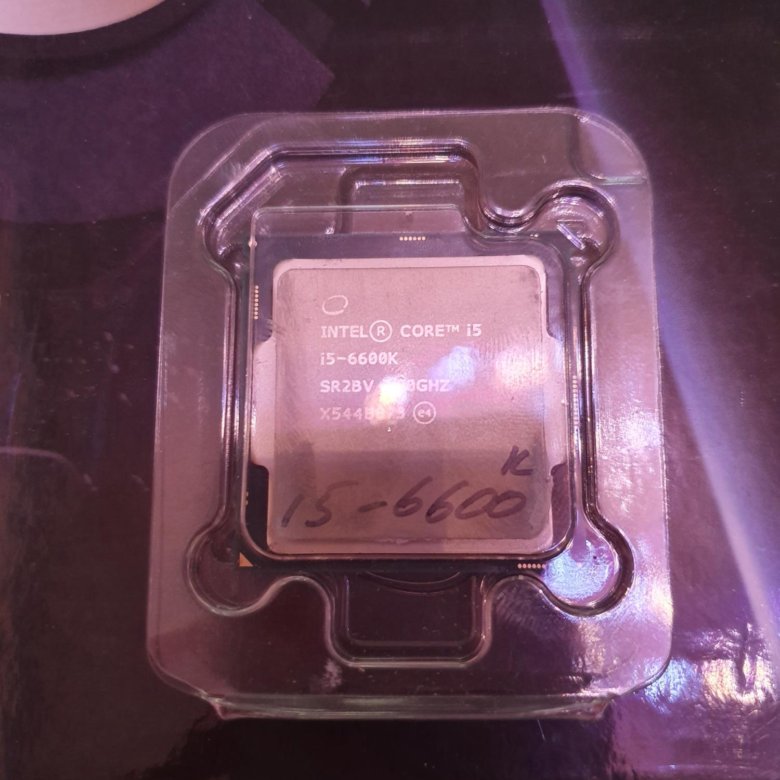 INTEL® CORE™ i5
i5-6600K
SR2BV
e4
K
i5-6600